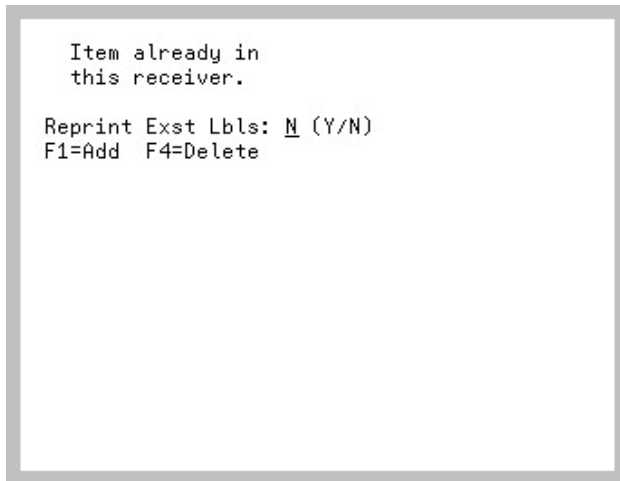 Item already in
this receiver.
Reprint Exst Lbls: N (Y/N)
F1=Add  F4=Delete